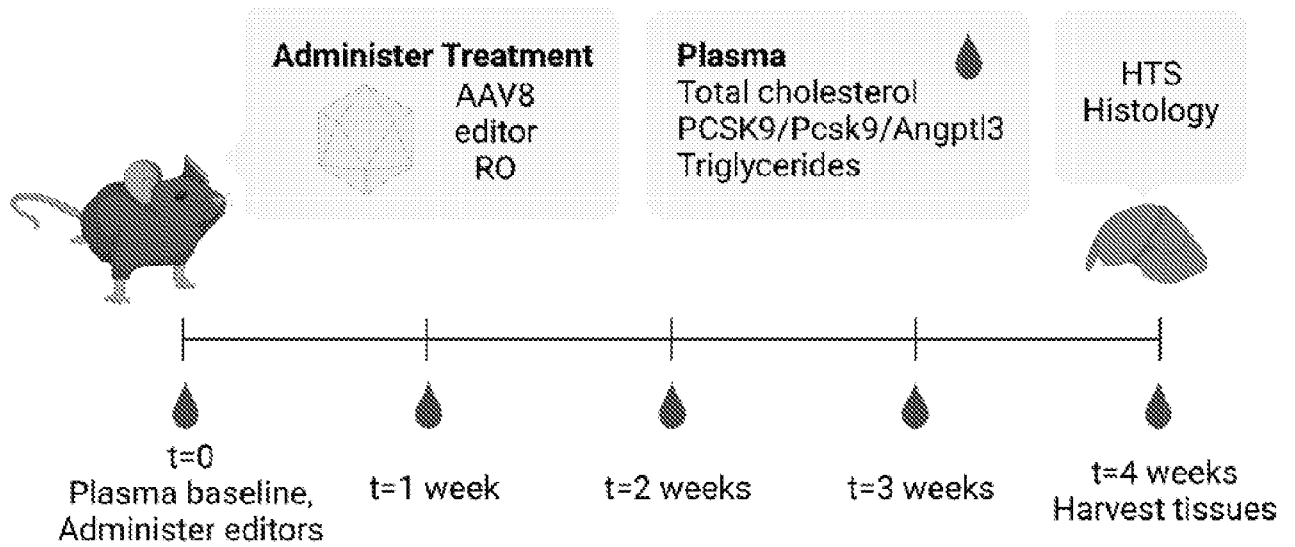 Administer Treatment
AAV8
editor
RO
Plasma
Total cholesterol
PCSK9/Pcsk9/Angptl3
Triglycerides
HTS
Histology
t=0
Plasma baseline,
Administer editors
t=1 week
t=2 weeks
t=3 weeks
t=4 weeks
Harvest tissues